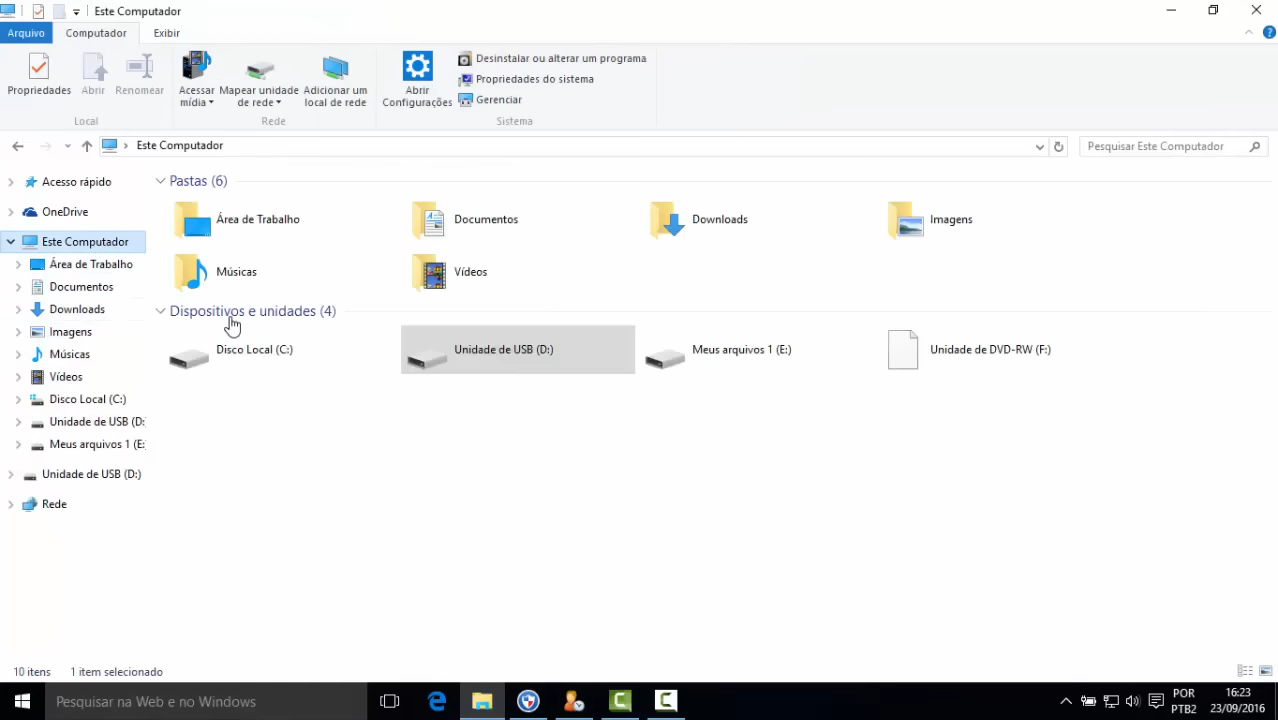 Este Computador
Arquivo Computador Exibir
Propriedades Abrir Renomear
Local
Acessar mídia
Mapear unidade de rede
Adicionar um local de rede
Rede
Abrir Configurações
Desinstalar ou alterar um programa
Propriedades do sistema
Gerenciar
Sistema
Este Computador
Pesquisar Este Computador
Acesso rápido
OneDrive
Este Computador
Área de Trabalho
Documentos
Downloads
Imagens
Músicas
Vídeos
Disco Local (C:)
Unidade de USB (D:
Meus arquivos 1 (E:
Unidade de USB (D:)
Rede
Pastas (6)
Área de Trabalho Documentos Downloads Imagens
Músicas Vídeos
Dispositivos e unidades (4)
Disco Local (C:) Unidade de USB (D:) Meus arquivos 1 (E:) Unidade de DVD-RW (F:)
10 itens 1 item selecionado
Pesquisar na Web e no Windows
POR
PTB2
16:23
23/09/2016